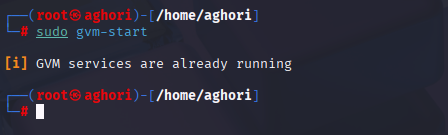 ┌──(root㉿aghori)-[/home/aghori]
└─# sudo gvm-start
[i] GVM services are already running
┌──(root㉿aghori)-[/home/aghori]
└─#